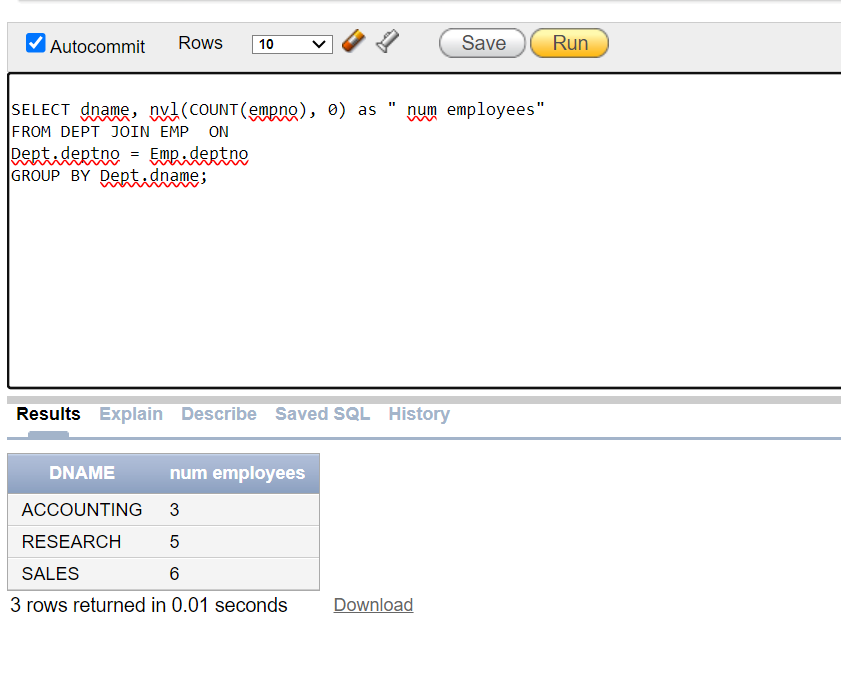 Autocommit Rows 10 Save Run
SELECT dname, nvl(COUNT(empno), 0) as " num employees"
FROM DEPT JOIN EMP  ON
Dept.deptno = Emp.deptno
GROUP BY Dept.dname;
Results Explain Describe Saved SQL History
DNAME num employees
ACCOUNTING 3
RESEARCH 5
SALES 6
3 rows returned in 0.01 seconds Download